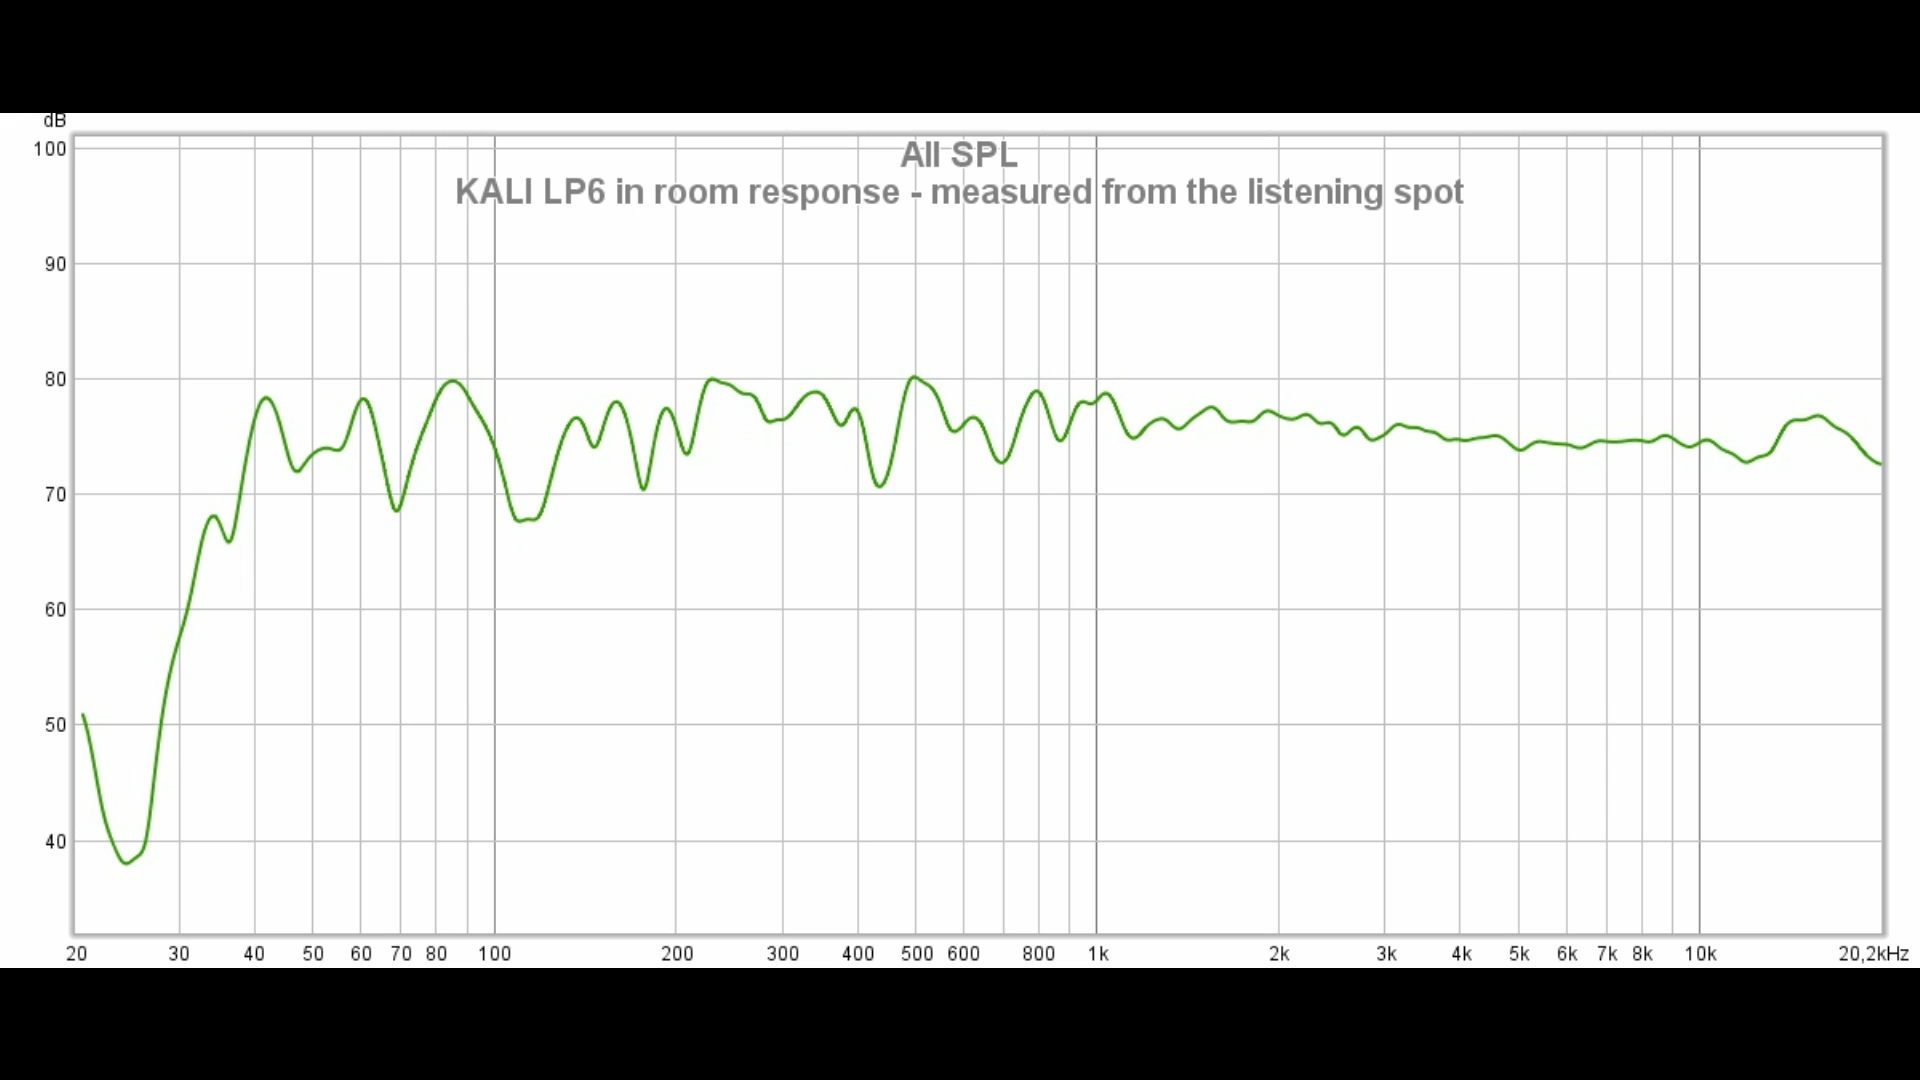 dB
All SPL
KALI LP6 in room response - measured from the listening spot
100
90
80
70
60
50
40
20 30 40 50 60 70 80 100 200 300 400 500 600 800 1k 2k 3k 4k 5k 6k 7k 8k 10k 20,2kHz